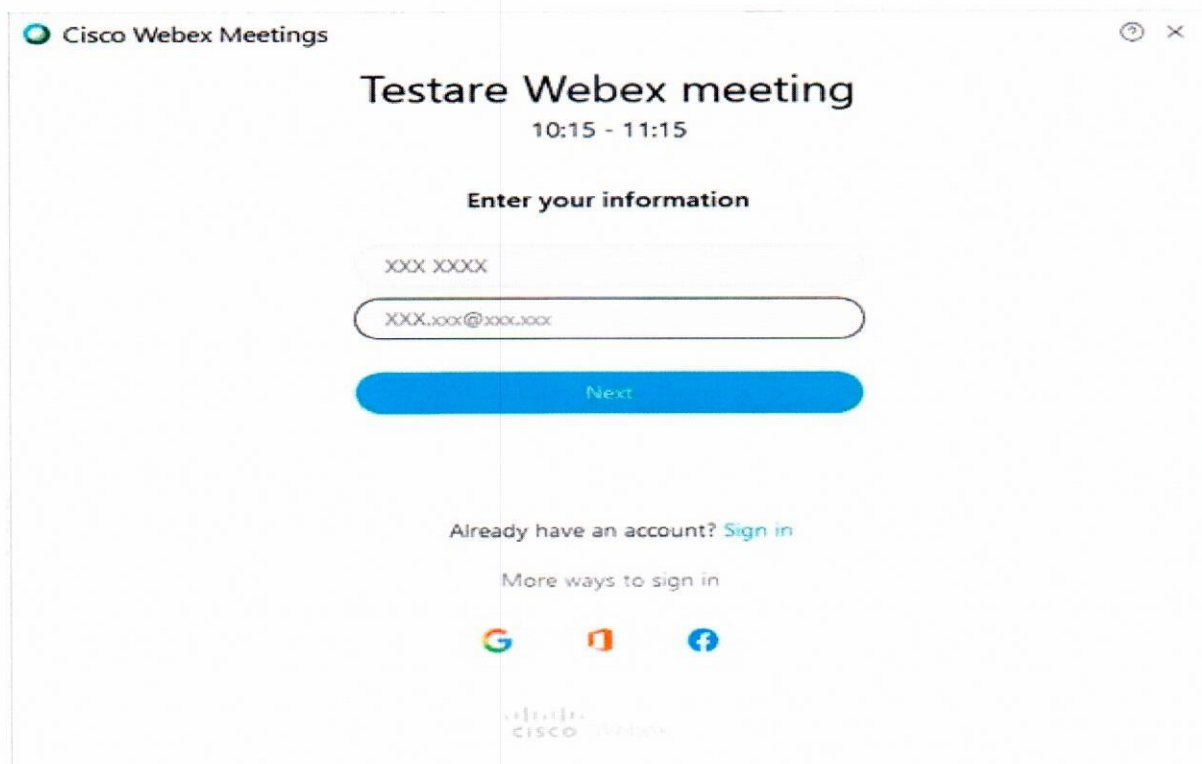 Cisco Webex Meetings
Testare Webex meeting
10:15 - 11:15
Enter your information
XXX XXXX
XXX.xxx@xxx.xxx
Next
Already have an account? Sign in
More ways to sign in
CISCO